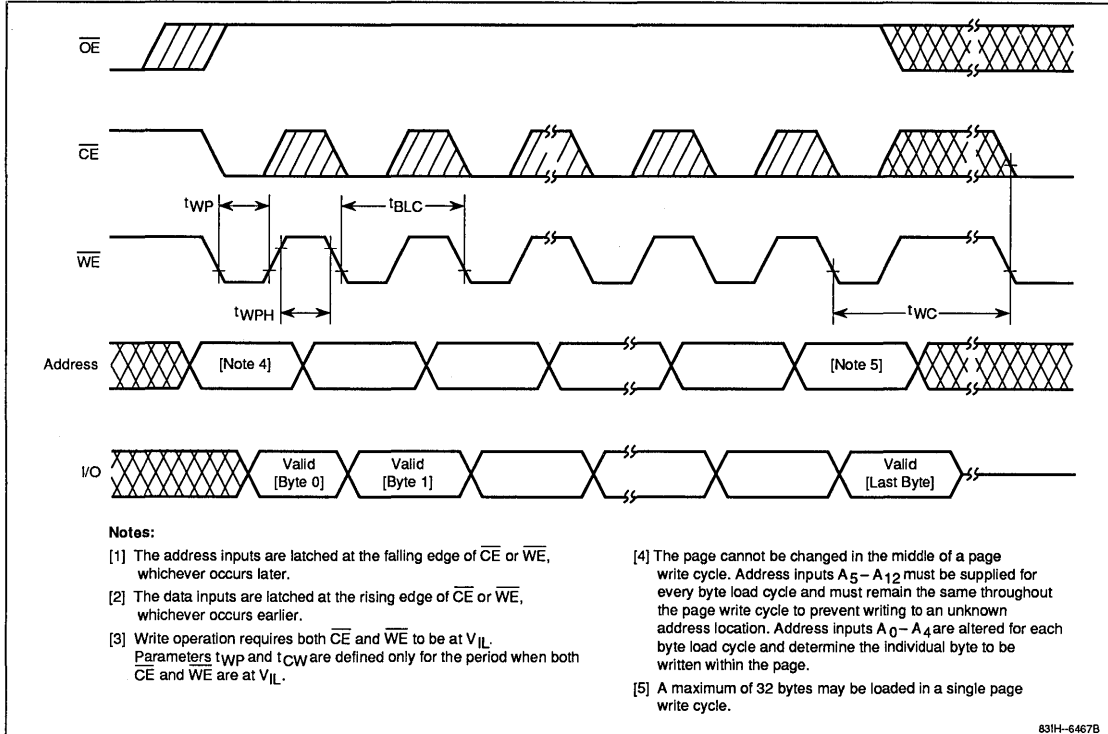 OE
CE
tWP
tBLC
WE
tWPH
tWC
Address
[Note 4]
[Note 5]
I/O
Valid
[Byte 0]
Valid
[Byte 1]
Valid
[Last Byte]
Notes:
[1] The address inputs are latched at the falling edge of CE or WE,
whichever occurs later.
[2] The data inputs are latched at the rising edge of CE or WE,
whichever occurs earlier.
[3] Write operation requires both CE and WE to be at VIL.
Parameters tWP and tCW are defined only for the period when both
CE and WE are at VIL.
[4] The page cannot be changed in the middle of a page
write cycle. Address inputs A5–A12 must be supplied for
every byte load cycle and must remain the same throughout
the page write cycle to prevent writing to an unknown
address location. Address inputs A0–A4 are altered for each
byte load cycle and determine the individual byte to be
written within the page.
[5] A maximum of 32 bytes may be loaded in a single page
write cycle.
831H--6467B